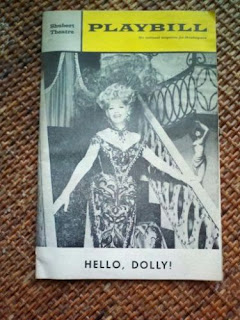 Shubert
Theatre
PLAYBILL
the national magazine for theatregoers
HELLO, DOLLY!